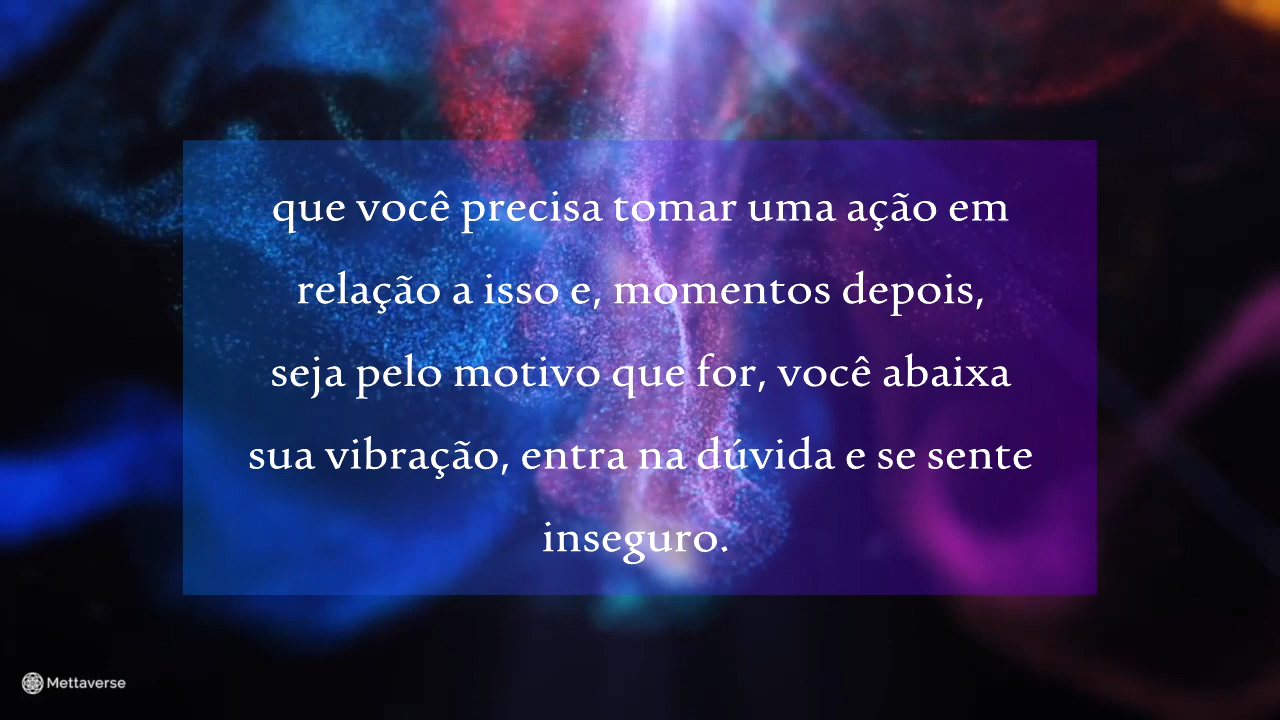 que você precisa tomar uma ação em
relação a isso e, momentos depois,
seja pelo motivo que for, você abaixa
sua vibração, entra na dúvida e se sente
inseguro.
Mettaverse